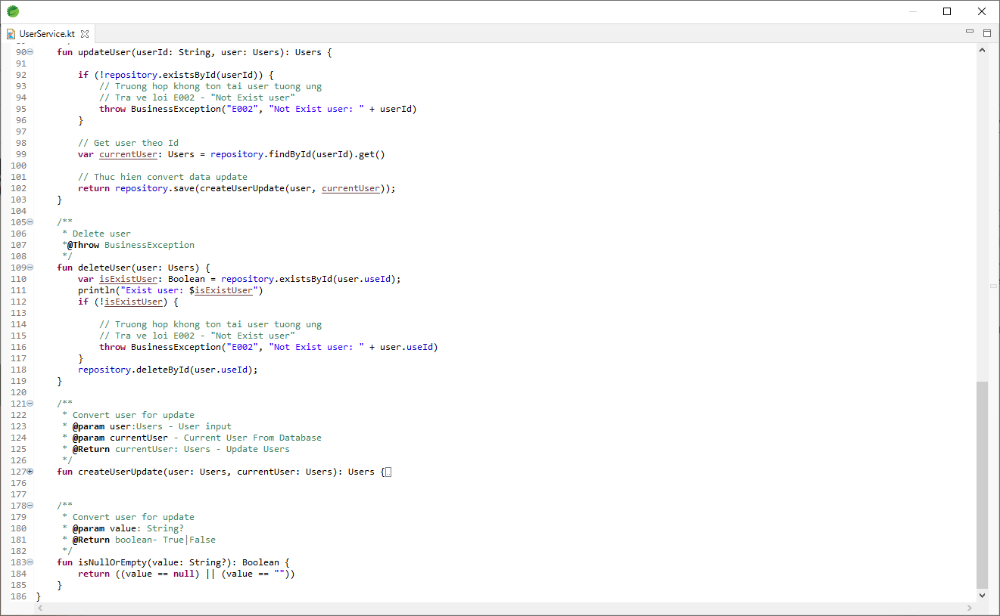 UserService.kt
90 fun updateUser(userId: String, user: Users): Users {
91
92 if (!repository.existsById(userId)) {
93 // Truong hop khong ton tai user tuong ung
94 // Tra ve loi E002 - "Not Exist user"
95 throw BusinessException("E002", "Not Exist user: " + userId)
96 }
97
98 // Get user theo Id
99 var currentUser: Users = repository.findById(userId).get()
100
101 // Thuc hien convert data update
102 return repository.save(createUserUpdate(user, currentUser));
103 }
104
105 /**
106 * Delete user
107 *@Throw BusinessException
108 */
109 fun deleteUser(user: Users) {
110 var isExistUser: Boolean = repository.existsById(user.useId);
111 println("Exist user: $isExistUser")
112 if (!isExistUser) {
113
114 // Truong hop khong ton tai user tuong ung
115 // Tra ve loi E002 - "Not Exist user"
116 throw BusinessException("E002", "Not Exist user: " + user.useId)
117 }
118 repository.deleteById(user.useId);
119 }
120
121 /**
122 * Convert user for update
123 * @param user:Users - User input
124 * @param currentUser - Current User From Database
125 * @Return currentUser: Users - Update Users
126 */
127 fun createUserUpdate(user: Users, currentUser: Users): Users {..
176
177
178 /**
179 * Convert user for update
180 * @param value: String?
181 * @Return boolean- True|False
182 */
183 fun isNullOrEmpty(value: String?): Boolean {
184 return ((value == null) || (value == ""))
185 }
186 }